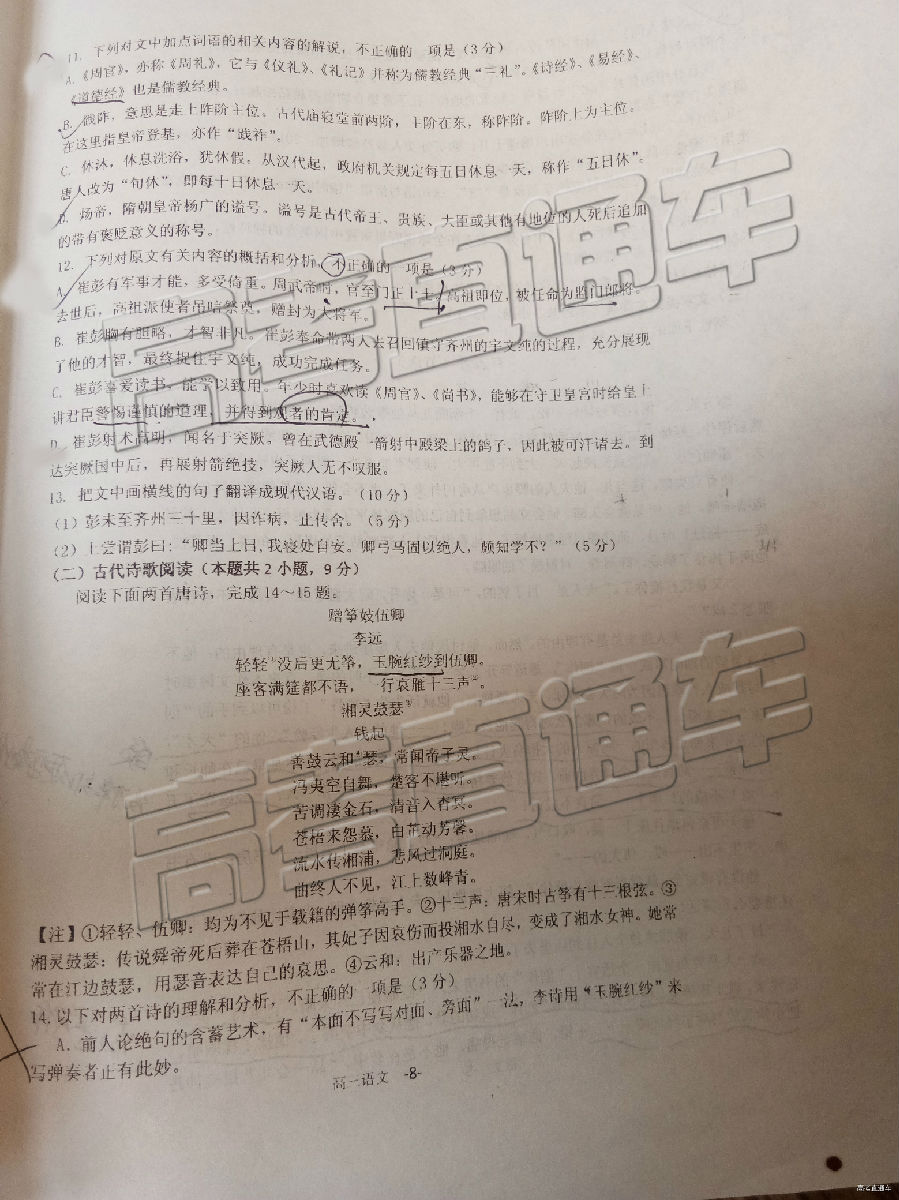 11. 下列对文中加点词语的相关内容的解说，不正确的一项是（3 分）
A.《周官》，亦称《周礼》，它与《仪礼》、《礼记》并称为儒教经典“三礼”。《诗经》、《易经》、
《道德经》也是儒教经典。
B. 践阼，意思是走上阼阶主位。古代庙寝堂前两阶，主阶在东，称阼阶。阼阶上为主位。
在这里指皇帝登基，亦作“践祚”。
C. 休沐，休息洗浴，犹休假。从汉代起，政府机关规定每五日休息一天，称作“五日休”。
唐人改为“旬休”，即每十日休息一天。
D. 炀帝，隋朝皇帝杨广的谥号。谥号是古代帝王、贵族、大臣或其他有地位的人死后追加
的带有褒贬意义的称号。
12. 下列对原文有关内容的概括和分析，不正确的一项是（3 分）
A. 崔彭有军事才能，多受倚重。周武帝时，官至门正上士。高祖即位，被任命为监门郎将。
去世后，高祖派使者吊唁祭奠，赠封为大将军。
B. 崔彭胸有胆略，才智非凡。崔彭奉命带两人去召回镇守齐州的宇文纯的过程，充分展现
了他的才智，最终捉住宇文纯，成功完成任务。
C. 崔彭喜爱读书，能学以致用。年少时喜欢读《周官》、《尚书》，能够在守卫皇宫时给皇上
讲君臣警惕谨慎的道理，并得到观者的肯定。
D. 崔彭射术高明，闻名于突厥。曾在武德殿一箭射中殿梁上的鸽子，因此被可汗请去。到
达突厥国中后，再展射箭绝技，突厥人无不叹服。
13. 把文中画横线的句子翻译成现代汉语。（10 分）
（1）彭未至齐州三十里，因诈病，止传舍。（5 分）
（2）上尝谓彭曰：“卿当上日,我寝处自安。卿弓马固以绝人，颇知学不？”（5 分）
（二）古代诗歌阅读（本题共 2 小题，9 分）
阅读下面两首唐诗，完成 14～15 题。
赠筝妓伍卿
李远
轻轻①没后更无筝，玉腕红纱到伍卿。
座客满筵都不语，一行哀雁十三声②。
湘灵鼓瑟③
钱起
善鼓云和④瑟，常闻帝子灵。
冯夷空自舞，楚客不堪听。
苦调凄金石，清音入杳冥。
苍梧来怨慕，白芷动芳馨。
流水传湘浦，悲风过洞庭。
曲终人不见，江上数峰青。
【注】①轻轻、伍卿：均为不见于载籍的弹筝高手。②十三声：唐宋时古筝有十三根弦。③
湘灵鼓瑟：传说舜帝死后葬在苍梧山，其妃子因哀伤而投湘水自尽，变成了湘水女神。她常
常在江边鼓瑟，用瑟音表达自己的哀思。④云和：出产乐器之地。
14. 以下对两首诗的理解和分析，不正确的一项是（3 分）
A. 前人论绝句的含蓄艺术，有“本面不写写对面、旁面”一法，李诗用“玉腕红纱”来
写弹奏者正有此妙。
高一语文 -8-
高考直通车
高考直通车
高考直通车